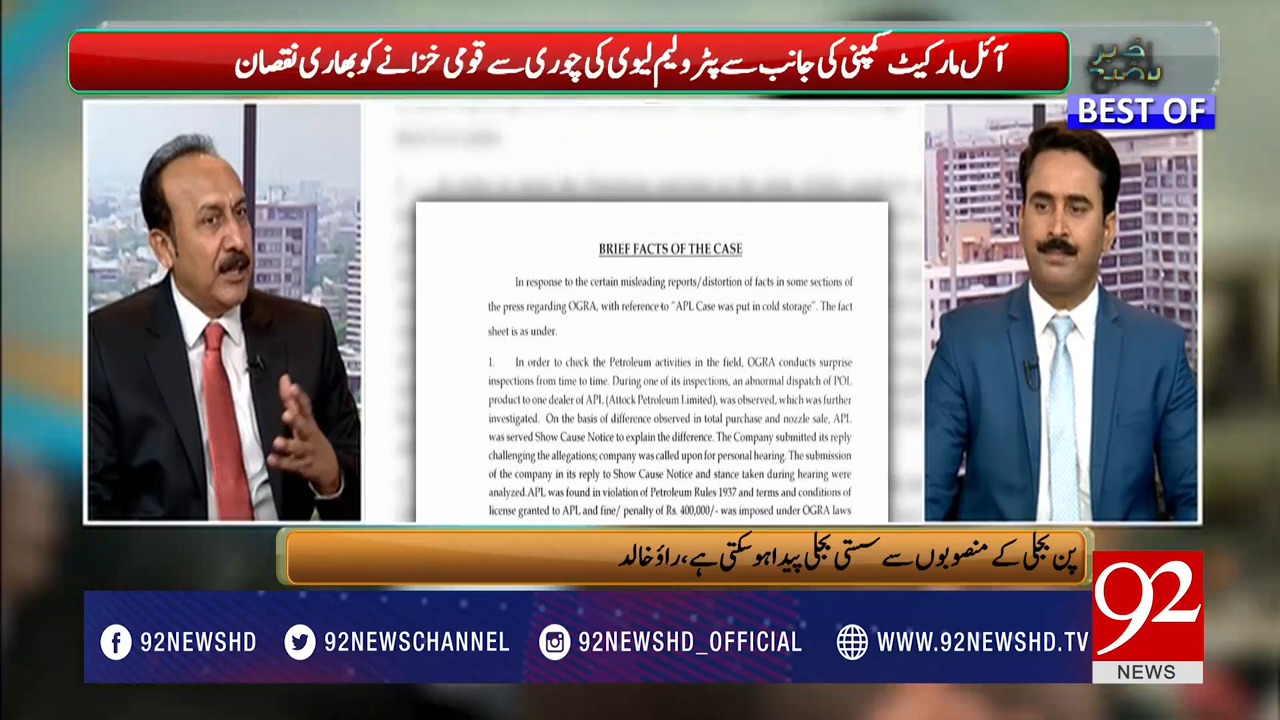 آئل مارکیٹ کمپنی کی جانب سے پٹرولیم لیوی کی چوری سے قومی خزانے کو بھاری نقصان
BEST OF
BRIEF FACTS OF THE CASE
In response to the certain misleading reports/distortion of facts in some sections of
the press regarding OGRA, with reference to "APL Case was put in cold storage". The fact
sheet is as under.
1. In order to check the Petroleum activities in the field, OGRA conducts surprise
inspections from time to time. During one of its inspections, an abnormal dispatch of POL
product to one dealer of APL (Attock Petroleum Limited), was observed, which was further
investigated. On the basis of difference observed in total purchase and nozzle sale, APL
was served Show Cause Notice to explain the difference. The Company submitted its reply
challenging the allegations; company was called upon for personal hearing. The submission
of the company in its reply to Show Cause Notice and stance taken during hearing were
analyzed.APL was found in violation of Petroleum Rules 1937 and terms and conditions of
license granted to APL and fine/ penalty of Rs. 400,000/- was imposed under OGRA laws
پن بجلی کے منصوبوں سے سستی بجلی پیدا ہو سکتی ہے، راؤ خالد
92NEWSHD
92NEWSCHANNEL
92NEWSHD_OFFICIAL
WWW.92NEWSHD.TV
92
NEWS